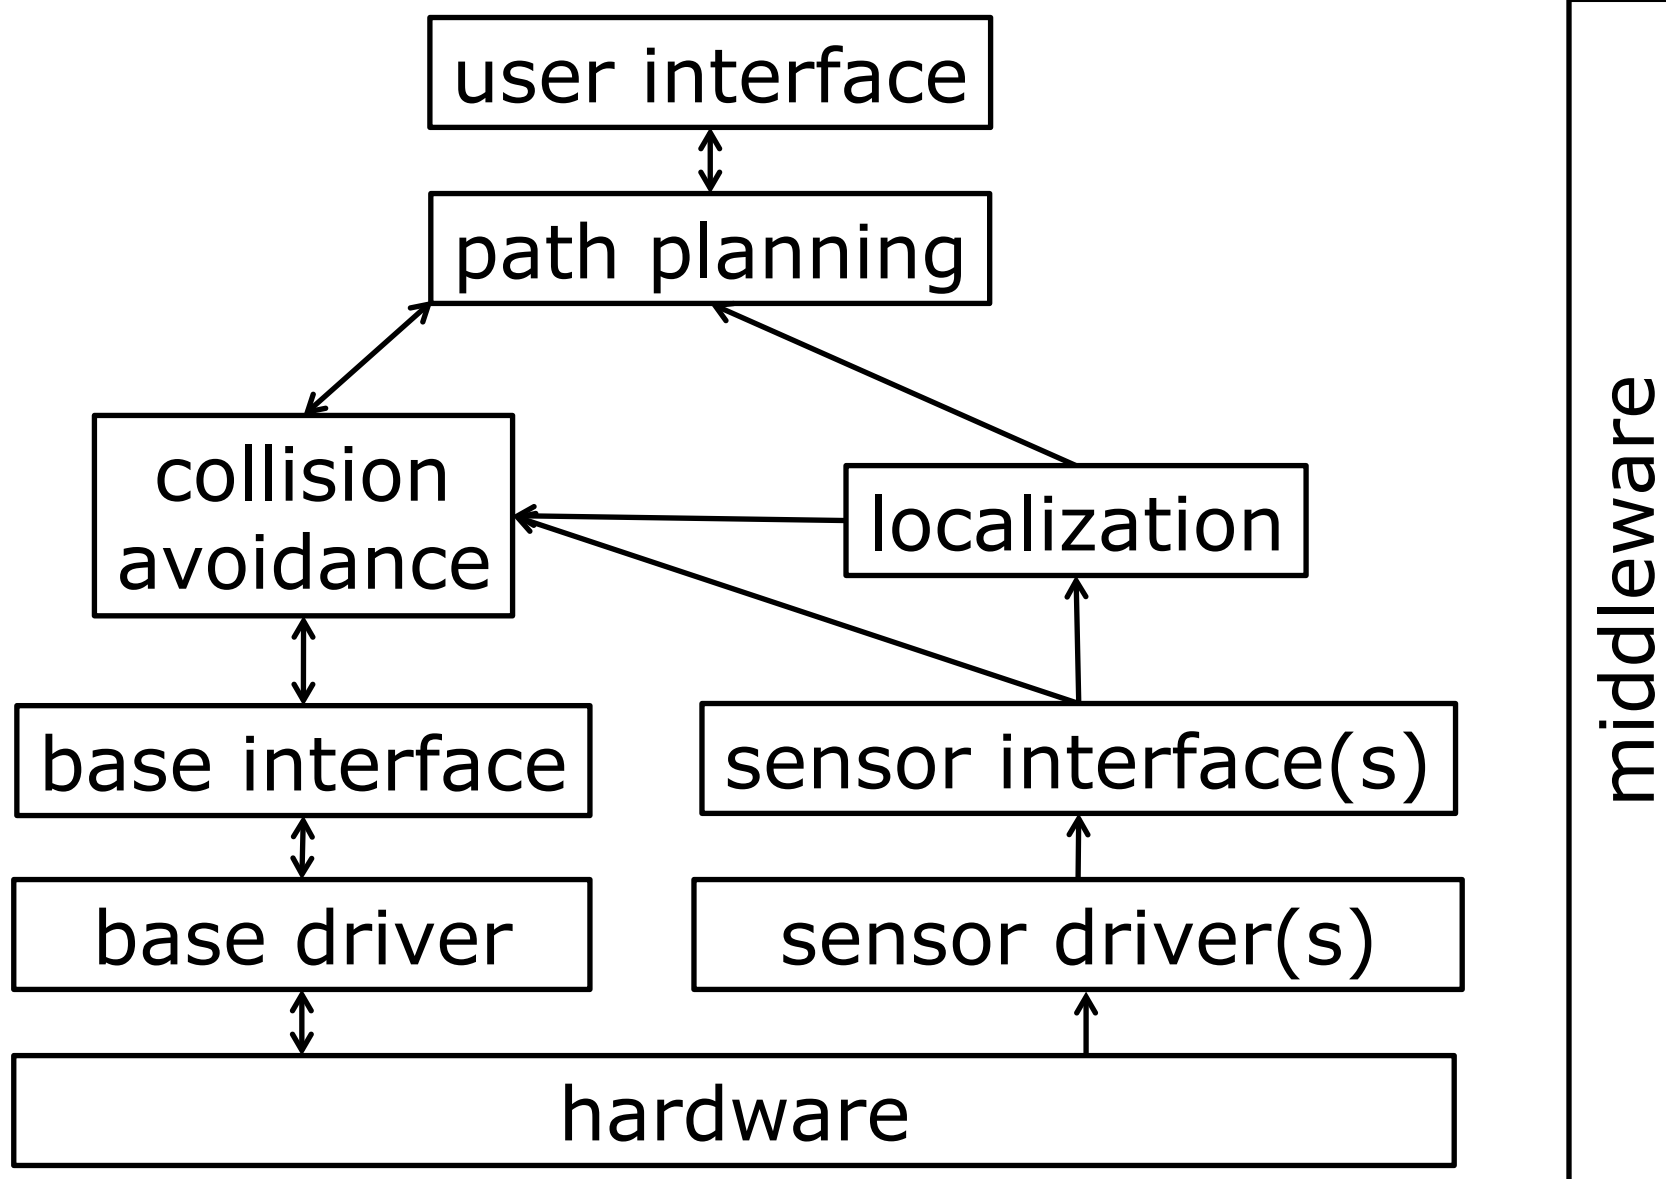 user interface
path planning
collision
avoidance
localization
base interface
sensor interface(s)
base driver
sensor driver(s)
hardware
middleware